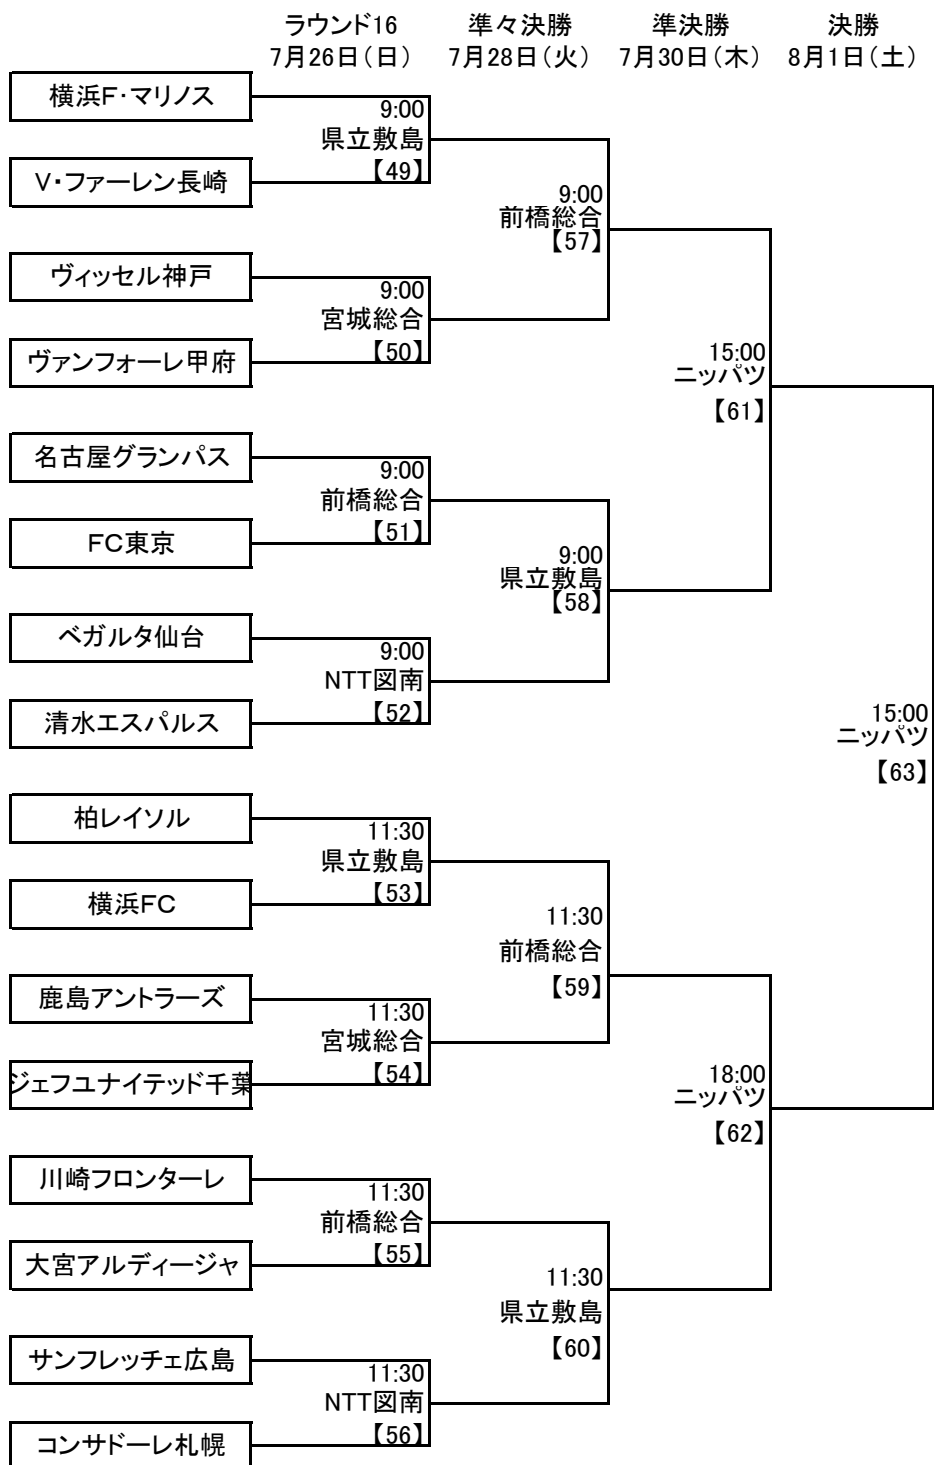 ラウンド16 準々決勝 準決勝 決勝
7月26日(日) 7月28日(火) 7月30日(木) 8月1日(土)
横浜F・マリノス
9:00
県立敷島
【49】
V・ファーレン長崎
9:00
前橋総合
【57】
ヴィッセル神戸
9:00
宮城総合
【50】
ヴァンフォーレ甲府
15:00
ニッパツ
【61】
名古屋グランパス
9:00
前橋総合
【51】
FC東京
9:00
県立敷島
【58】
ベガルタ仙台
9:00
NTT図南
【52】
清水エスパルス
15:00
ニッパツ
【63】
柏レイソル
11:30
県立敷島
【53】
横浜FC
11:30
前橋総合
【59】
鹿島アントラーズ
11:30
宮城総合
【54】
ジェフユナイテッド千葉
18:00
ニッパツ
【62】
川崎フロンターレ
11:30
前橋総合
【55】
大宮アルディージャ
11:30
県立敷島
【60】
サンフレッチェ広島
11:30
NTT図南
【56】
コンサドーレ札幌